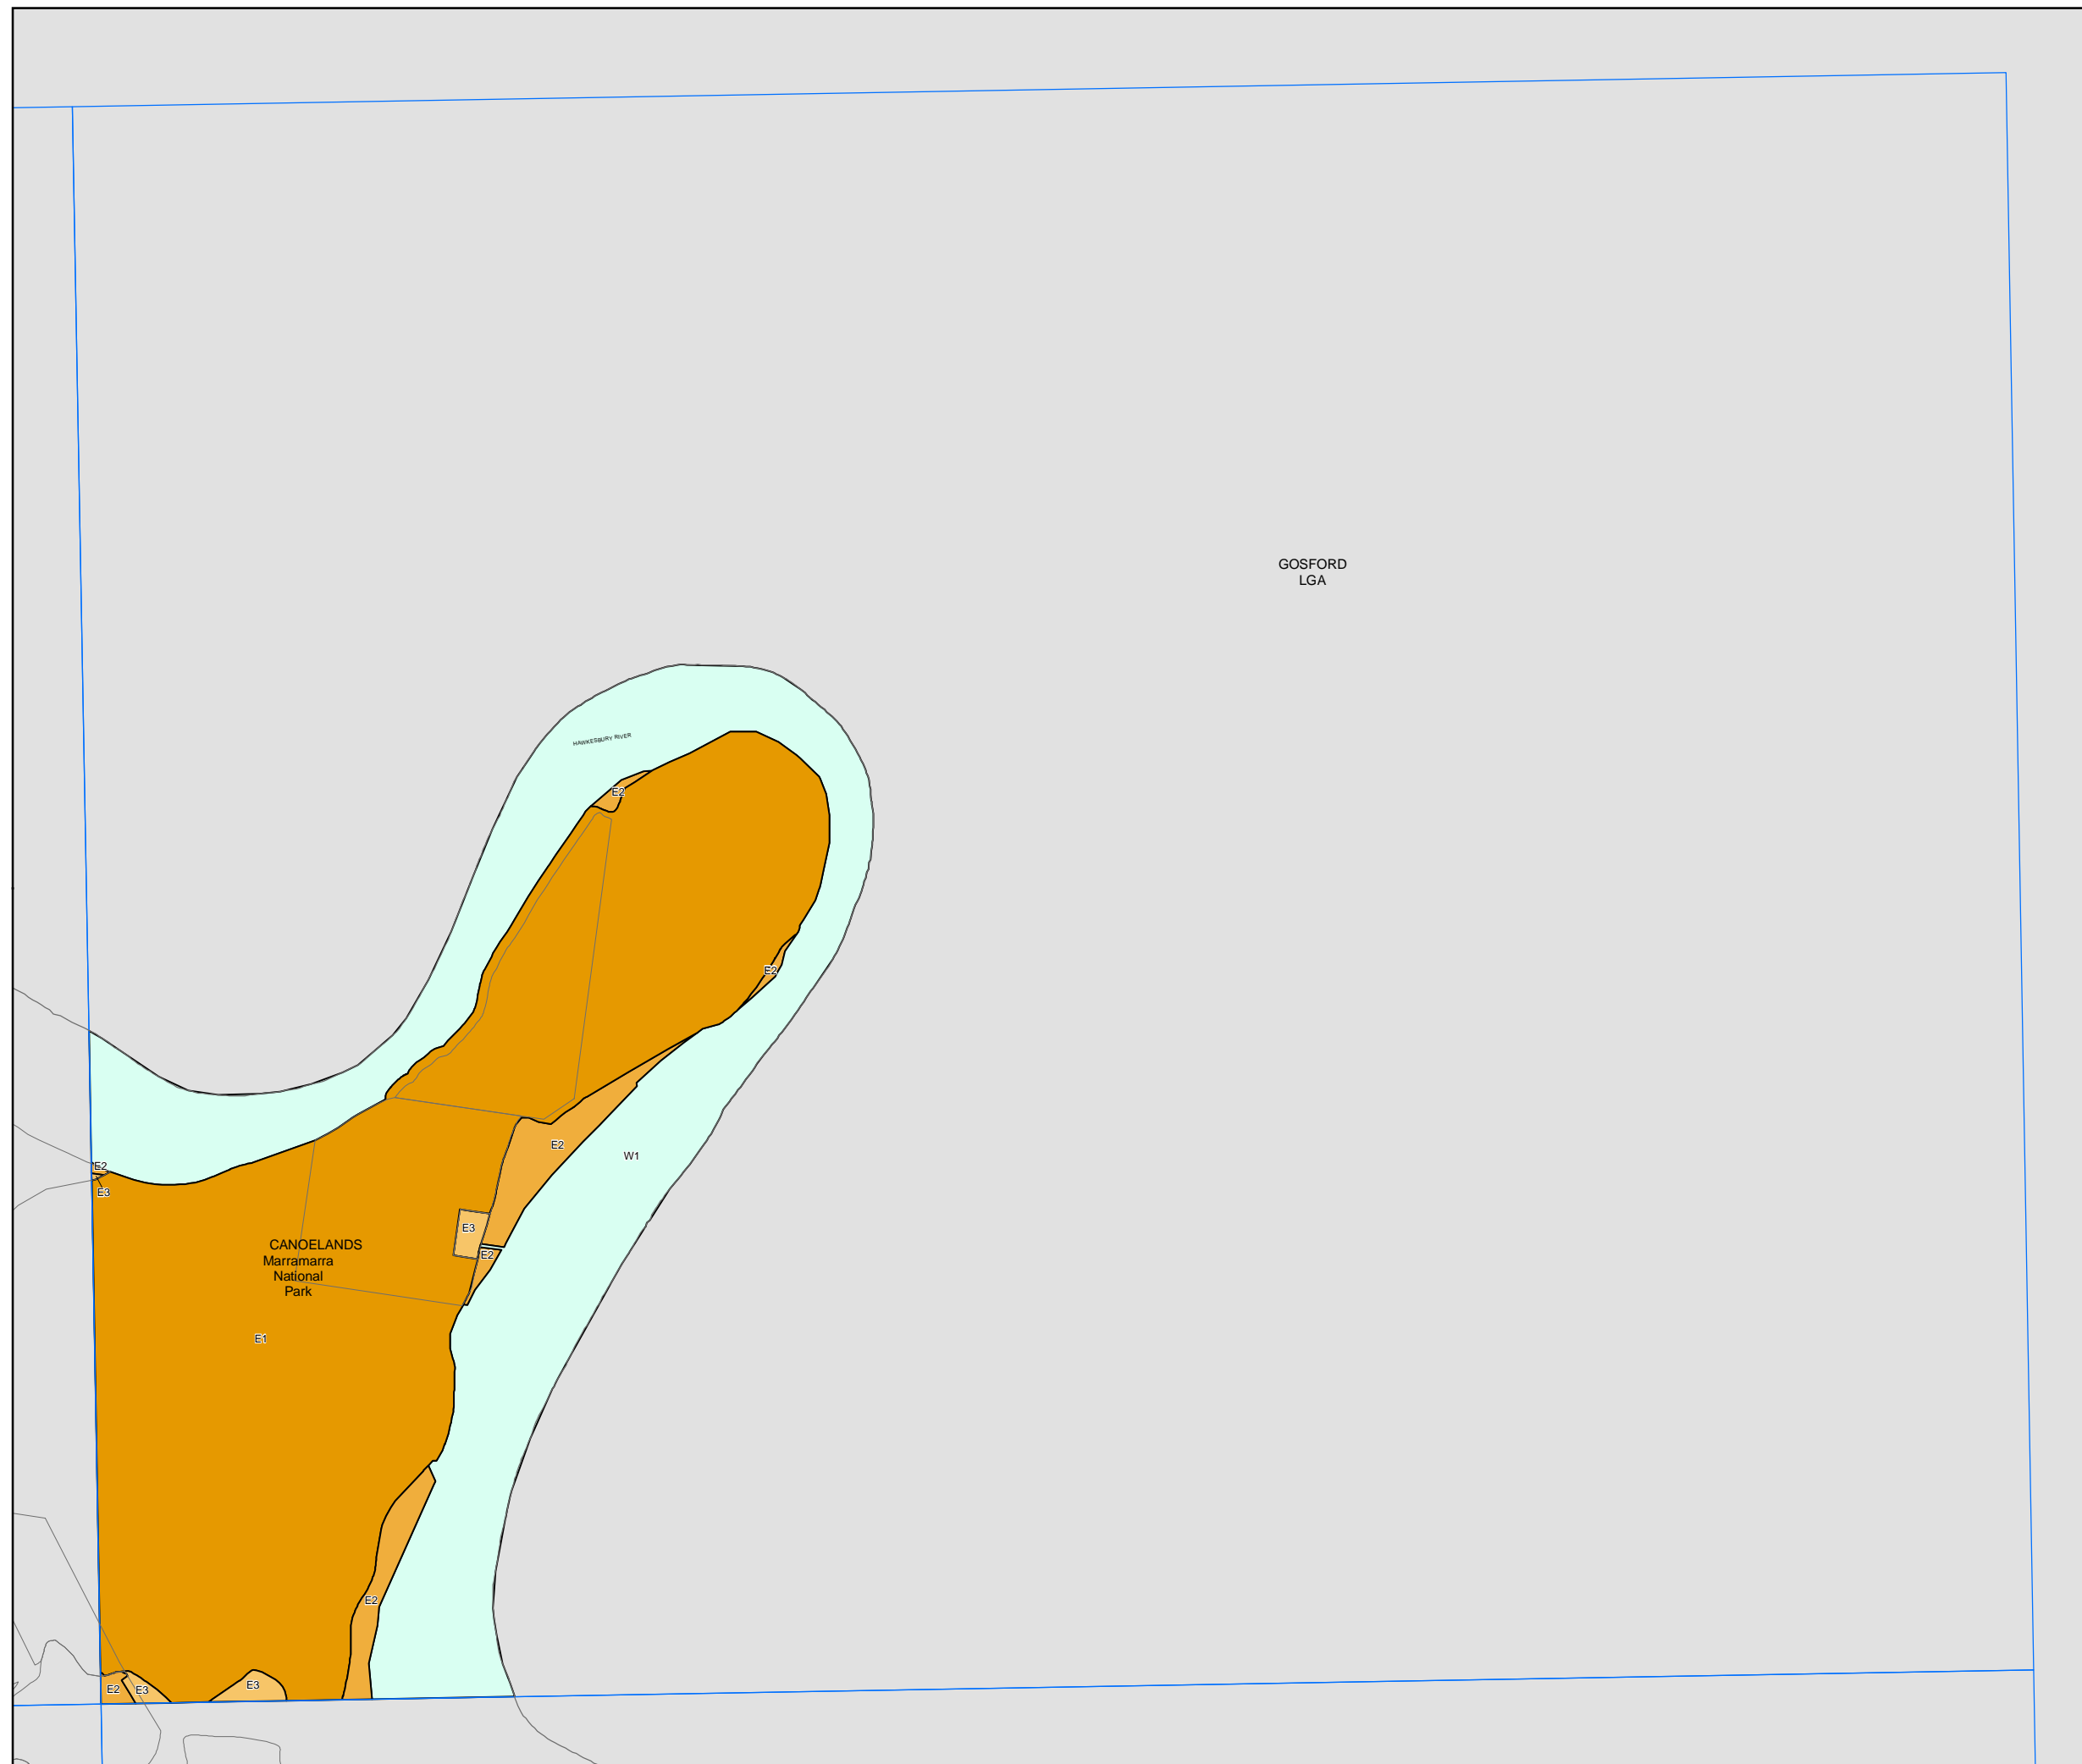 GOSFORD
LGA
HAWKESBURY RIVER
E2
E2
E2
W1
E2
E3
E3
E2
CANOELANDS
Marramarra
National
Park
E1
E2
E3
E2
E3